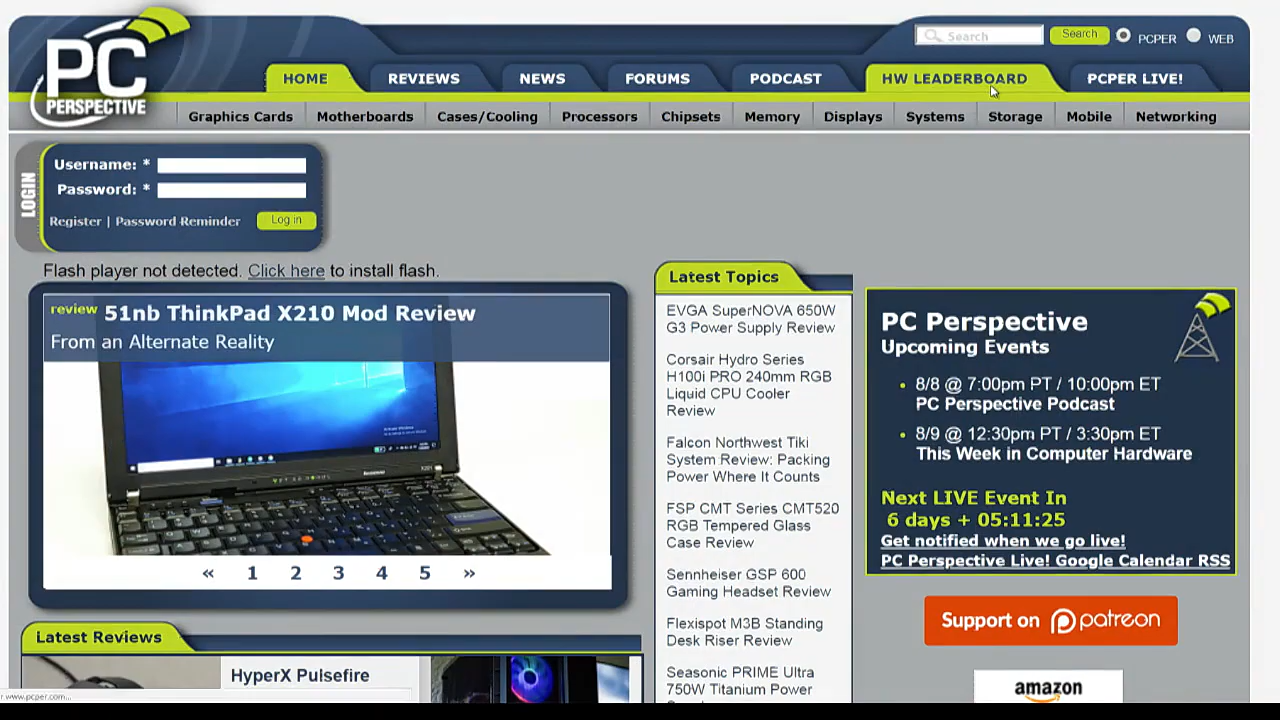 PC
PERSPECTIVE
Search
Search
PCPER
WEB
HOME
REVIEWS
NEWS
FORUMS
PODCAST
HW LEADERBOARD
PCPER LIVE!
Graphics Cards
Motherboards
Cases/Cooling
Processors
Chipsets
Memory
Displays
Systems
Storage
Mobile
Networking
LOGIN
Username: *
Password: *
Register | Password Reminder
Log in
Flash player not detected. Click here to install flash.
review 51nb ThinkPad X210 Mod Review
From an Alternate Reality
« 1 2 3 4 5 »
Latest Reviews
HyperX Pulsefire
Latest Topics
EVGA SuperNOVA 650W
G3 Power Supply Review
Corsair Hydro Series
H100i PRO 240mm RGB
Liquid CPU Cooler
Review
Falcon Northwest Tiki
System Review: Packing
Power Where It Counts
FSP CMT Series CMT520
RGB Tempered Glass
Case Review
Sennheiser GSP 600
Gaming Headset Review
Flexispot M3B Standing
Desk Riser Review
Seasonic PRIME Ultra
750W Titanium Power
PC Perspective
Upcoming Events
• 8/8 @ 7:00pm PT / 10:00pm ET
PC Perspective Podcast
• 8/9 @ 12:30pm PT / 3:30pm ET
This Week in Computer Hardware
Next LIVE Event In
6 days + 05:11:25
Get notified when we go live!
PC Perspective Live! Google Calendar RSS
Support on patreon
amazon
r www.pcper.com...